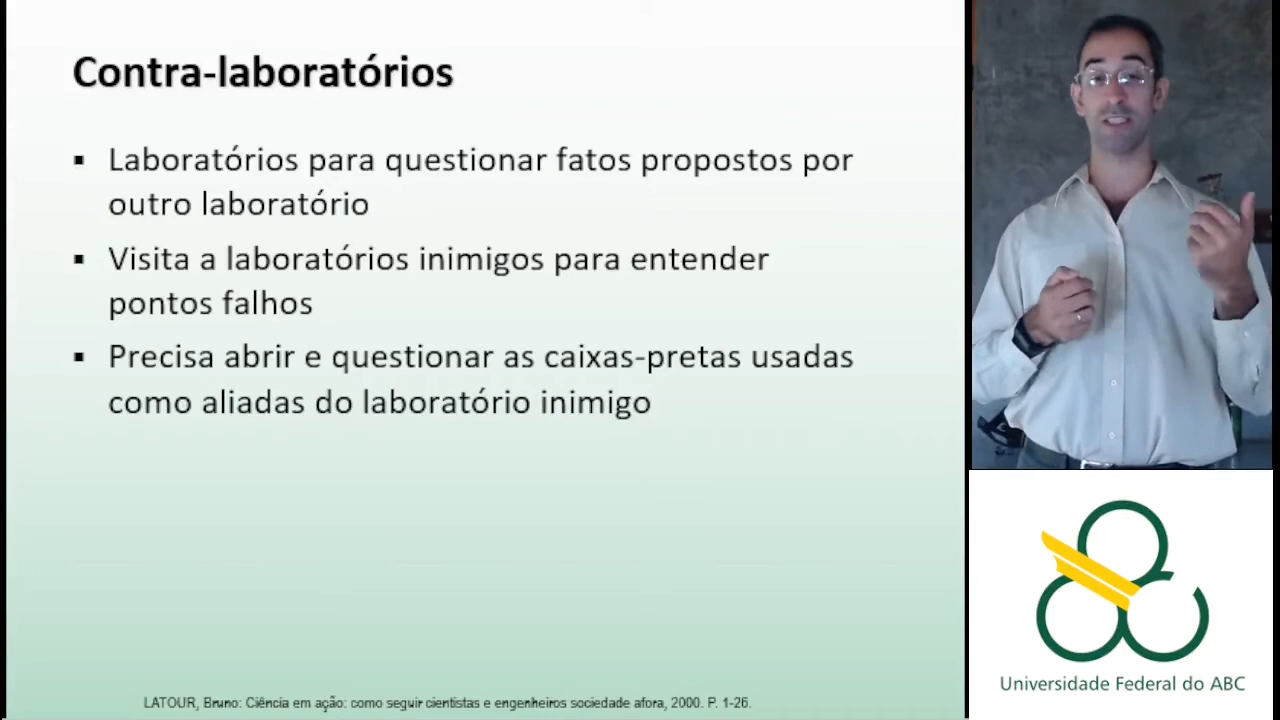 Contra-laboratórios
▪ Laboratórios para questionar fatos propostos por
outro laboratório
▪ Visita a laboratórios inimigos para entender
pontos falhos
▪ Precisa abrir e questionar as caixas-pretas usadas
como aliadas do laboratório inimigo
LATOUR, Bruno: Ciência em ação: como seguir cientistas e engenheiros sociedade afora, 2000. P. 1-26.
Universidade Federal do ABC